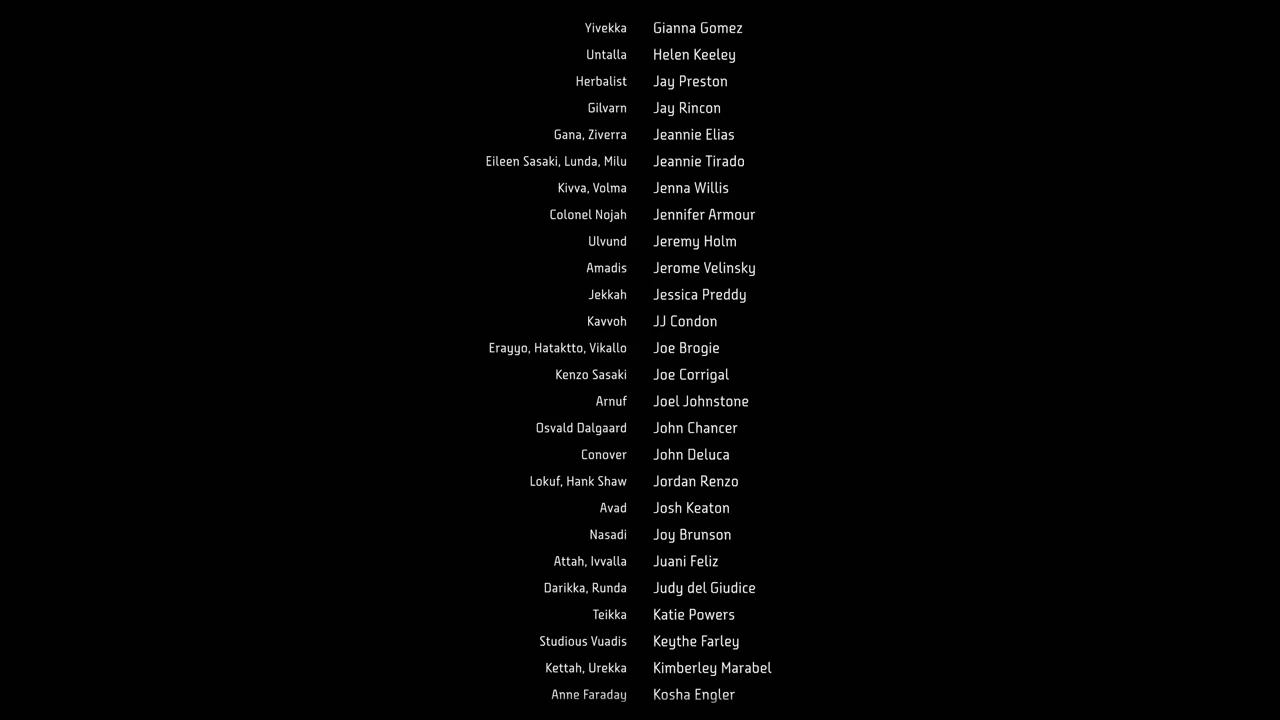 Yivekka Gianna Gomez
Untalla Helen Keeley
Herbalist Jay Preston
Gilvarn Jay Rincon
Gana, Ziverra Jeannie Elias
Eileen Sasaki, Lunda, Milu Jeannie Tirado
Kivva, Volma Jenna Willis
Colonel Nojah Jennifer Armour
Ulvund Jeremy Holm
Amadis Jerome Velinsky
Jekkah Jessica Preddy
Kavvoh JJ Condon
Erayyo, Hataktto, Vikallo Joe Brogie
Kenzo Sasaki Joe Corrigal
Arnuf Joel Johnstone
Osvald Dalgaard John Chancer
Conover John Deluca
Lokuf, Hank Shaw Jordan Renzo
Avad Josh Keaton
Nasadi Joy Brunson
Attah, Ivvalla Juani Feliz
Darikka, Runda Judy del Giudice
Teikka Katie Powers
Studious Vuadis Keythe Farley
Kettah, Urekka Kimberley Marabel
Anne Faraday Kosha Engler